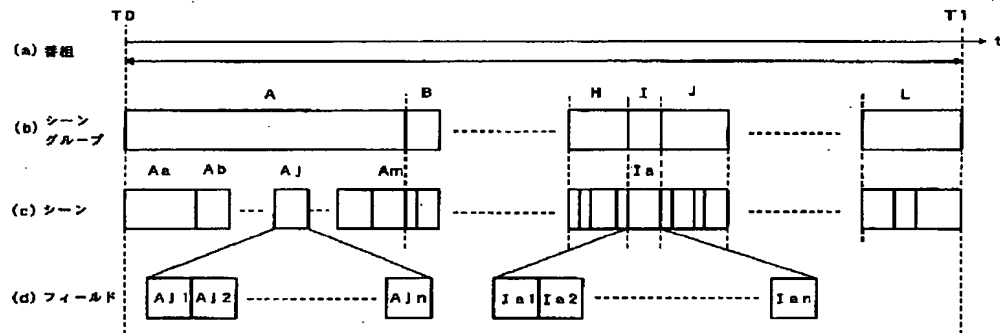 T0 T1
t
(a) 番組
A B H I J L
(b) シーン
グループ
Aa Ab Aj Am Ia
(c) シーン
(d) フィールド Aj1 Aj2 Ajn Ia1 Ia2 Ian